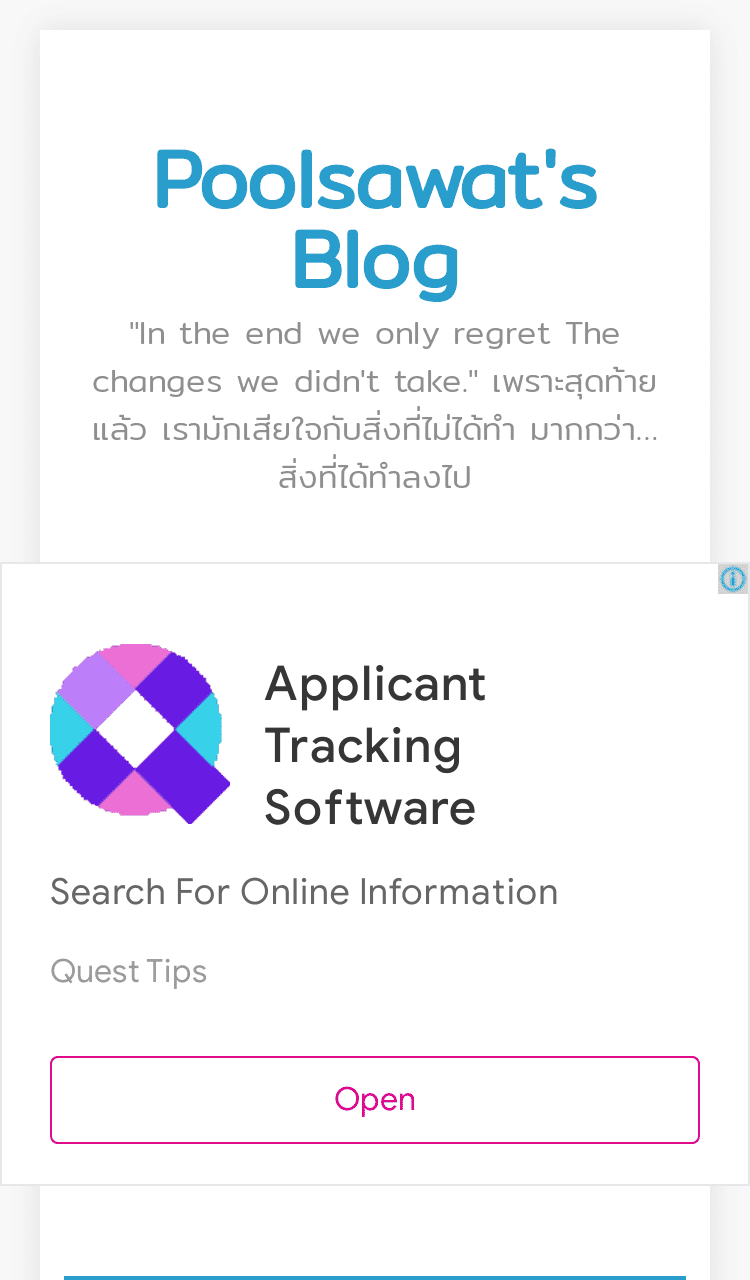 Poolsawat's
Blog
"In the end we only regret The
changes we didn't take." เพราะสุดท้าย
แล้ว เรามักเสียใจกับสิ่งที่ไม่ได้ทำ มากกว่า...
สิ่งที่ได้ทำลงไป
Applicant
Tracking
Software
Search For Online Information
Quest Tips
Open